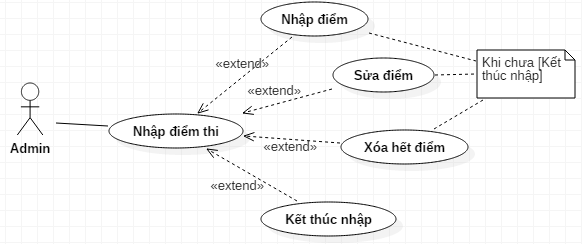 Nhập điểm
«extend»
Khi chưa [Kết
thúc nhập]
Sửa điểm
«extend»
Admin
Nhập điểm thi
«extend»
Xóa hết điểm
«extend»
Kết thúc nhập